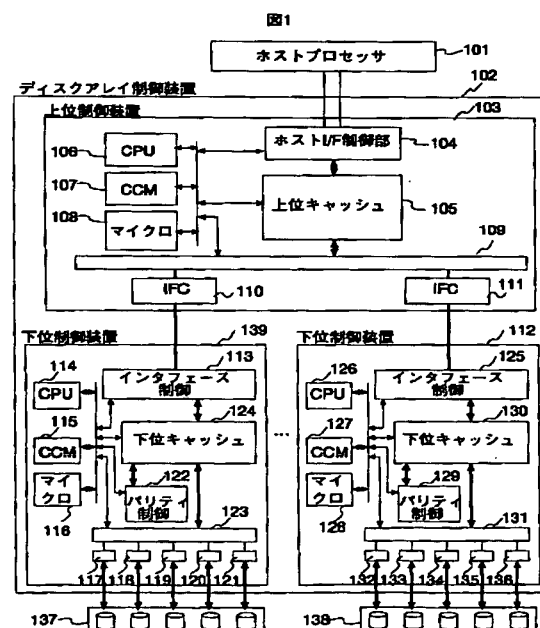 図1
ホストプロセッサ
101
ディスクアレイ制御装置
102
上位制御装置
103
ホストI/F制御部
104
106
CPU
107
CCM
108
マイクロ
上位キャッシュ
105
109
IFC
110
IFC
111
下位制御装置
139
113
インタフェース
制御
114
CPU
124
下位キャッシュ
115
CCM
122
パリティ
制御
マイ
クロ
116
123
117
118
119
120
121
137
...
下位制御装置
112
125
インタフェース
制御
126
CPU
130
下位キャッシュ
127
CCM
129
パリティ
制御
マイ
クロ
128
131
132
133
134
135
136
138